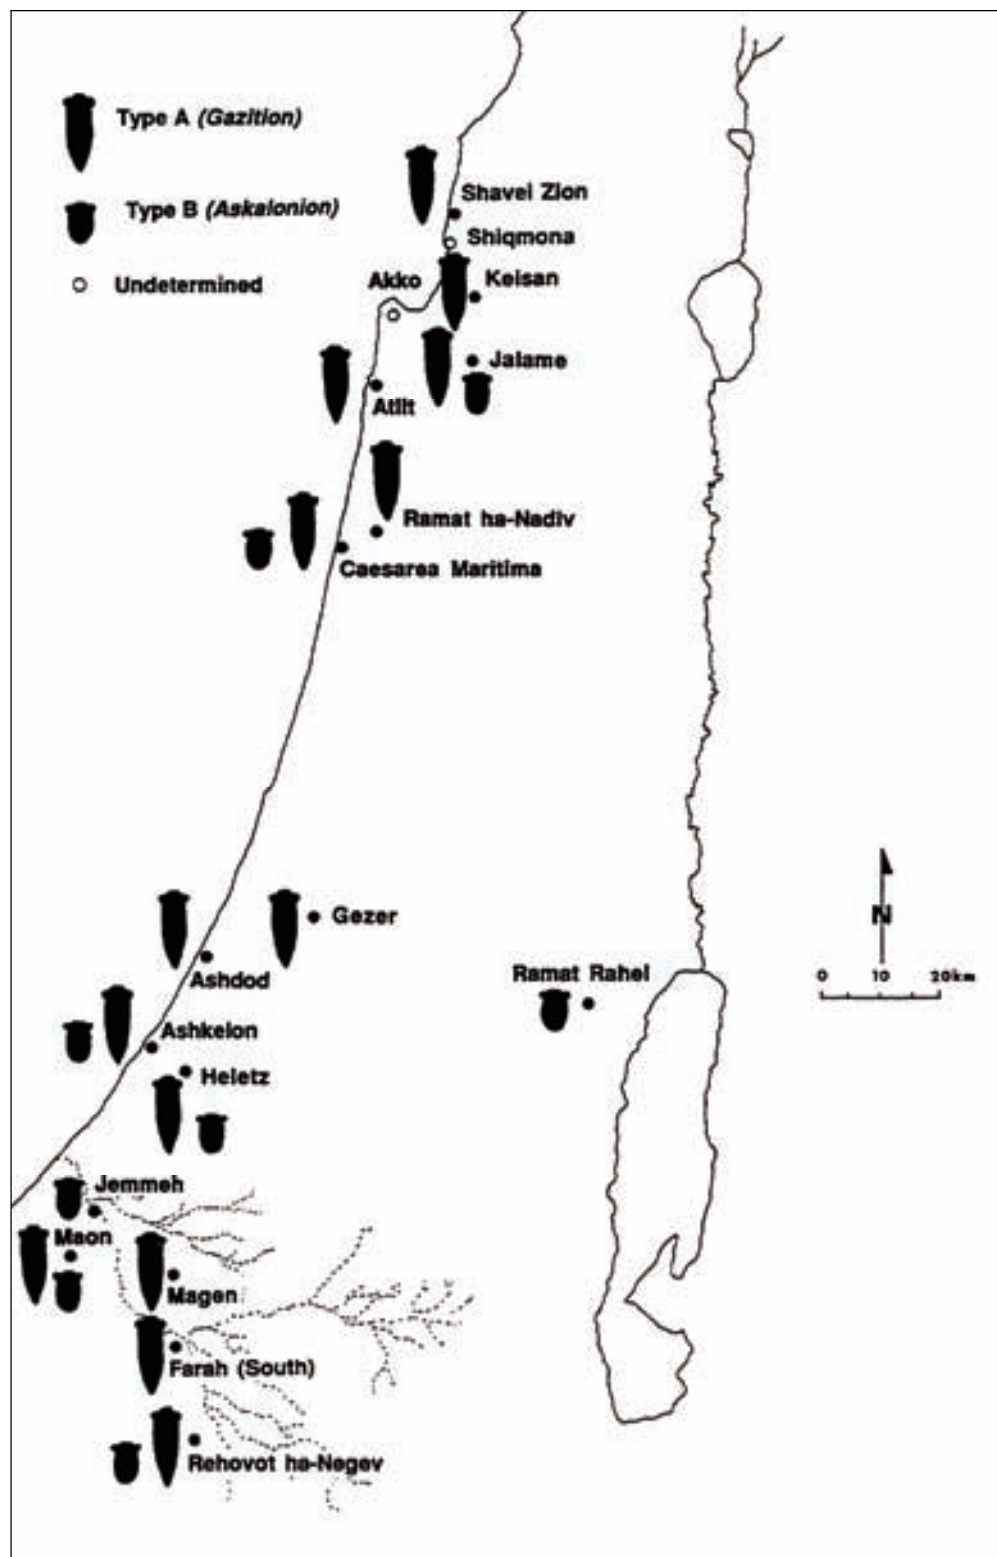 Type A (Gazition)
Type B (Askalonion)
Undetermined
Shavei Zion
Shiqmona
Akko
Keisan
Jalame
Atlit
Ramat ha-Nadiv
Caesarea Maritima
Gezer
Ashdod
Ramat Rahel
N
0 10 20km
Ashkelon
Heletz
Jemmeh
Maon
Magen
Farah (South)
Rehovot ha-Negev